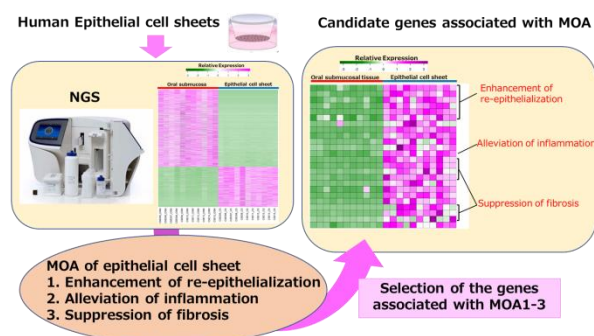 Human Epithelial cell sheets
NGS
Relative Expression
Oral submucosa
Epithelial cell sheet
MOA of epithelial cell sheet
1. Enhancement of re-epithelialization
2. Alleviation of inflammation
3. Suppression of fibrosis
Candidate genes associated with MOA
Relative Expression
Oral submucosal tissue
Epithelial cell sheet
Enhancement of
re-epithelialization
Alleviation of inflammation
Suppression of fibrosis
Selection of the genes
associated with MOA1-3